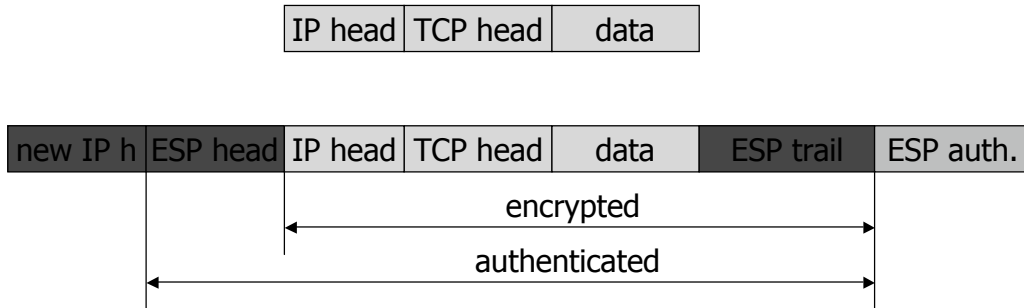 IP head TCP head data
new IP h ESP head IP head TCP head data ESP trail ESP auth.
encrypted
authenticated